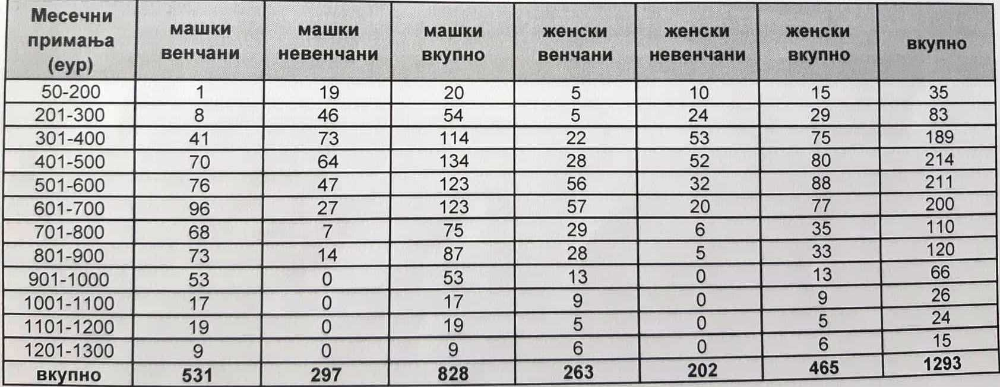 Месечни примања (еур) машки венчани машки невенчани машки вкупно женски венчани женски невенчани женски вкупно вкупно
50-200 1 19 20 5 10 15 35
201-300 8 46 54 5 24 29 83
301-400 41 73 114 22 53 75 189
401-500 70 64 134 28 52 80 214
501-600 76 47 123 56 32 88 211
601-700 96 27 123 57 20 77 200
701-800 68 7 75 29 6 35 110
801-900 73 14 87 28 5 33 120
901-1000 53 0 53 13 0 13 66
1001-1100 17 0 17 9 0 9 26
1101-1200 19 0 19 5 0 5 24
1201-1300 9 0 9 6 0 6 15
вкупно 531 297 828 263 202 465 1293